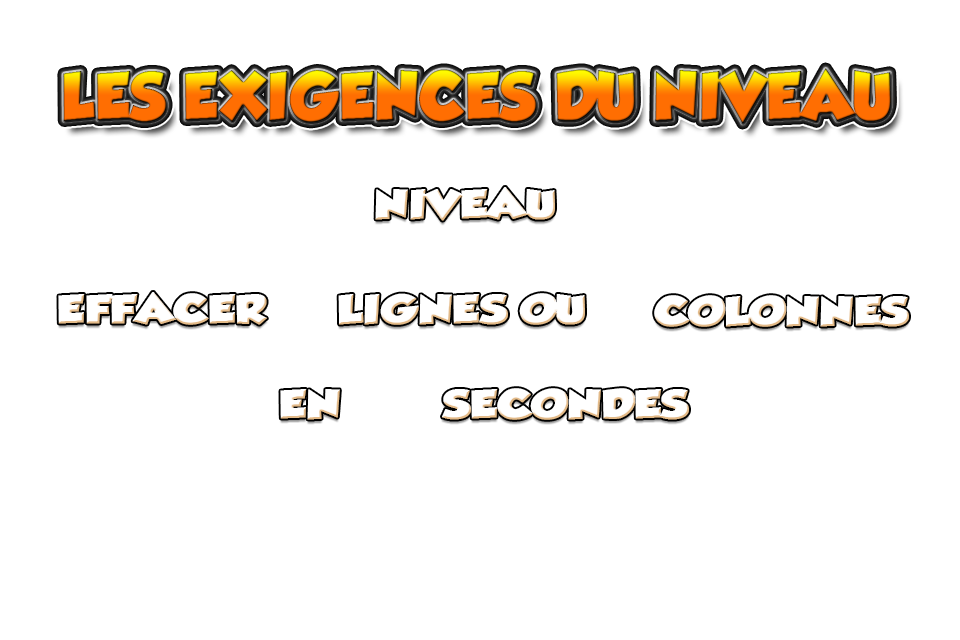 LES EXIGENCES DU NIVEAU
NIVEAU
EFFACER LIGNES OU COLONNES
EN SECONDES